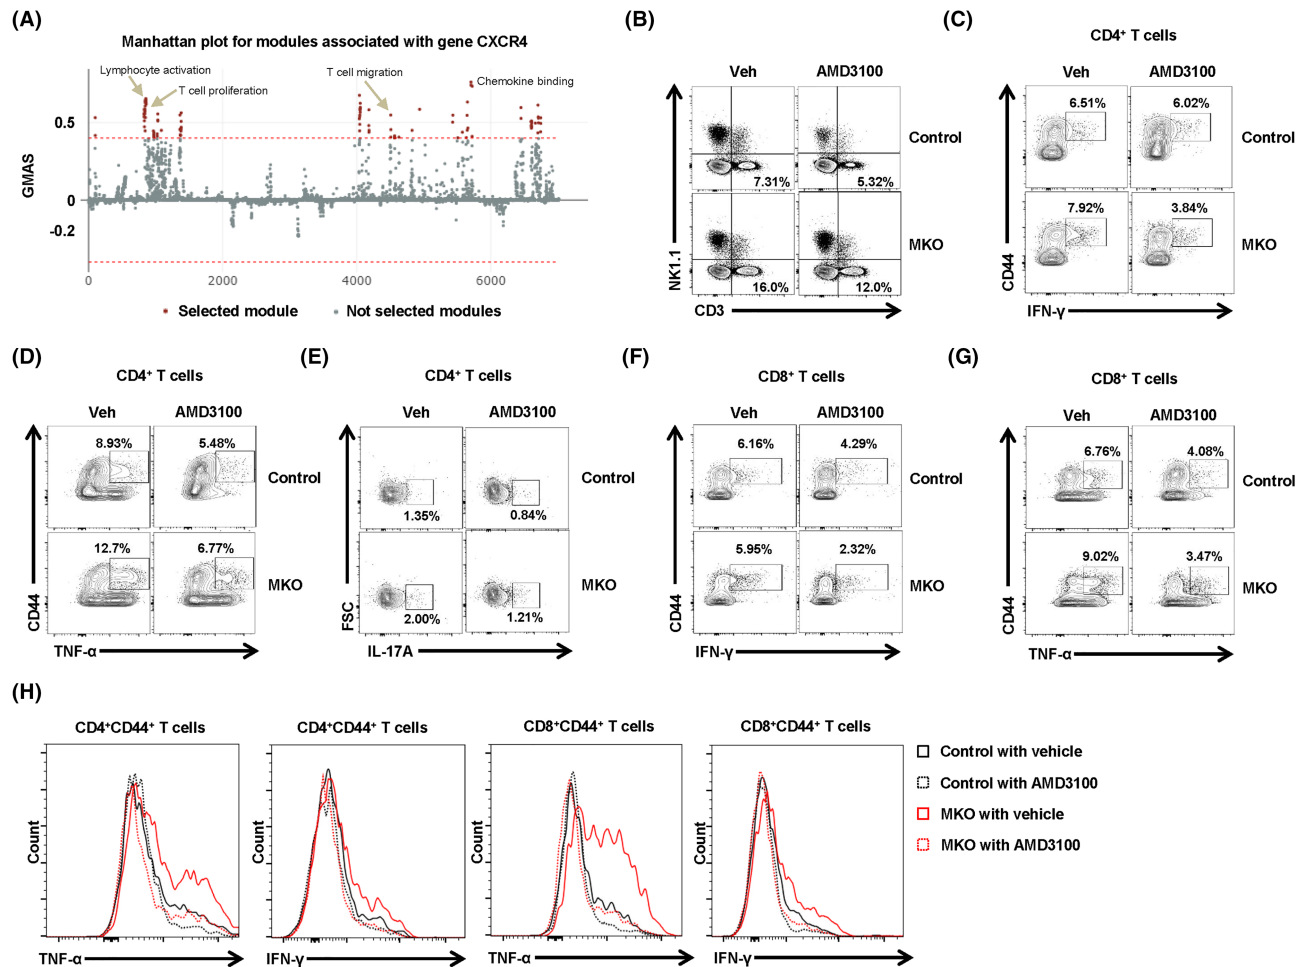 (A)
Manhattan plot for modules associated with gene CXCR4
Lymphocyte activation
T cell proliferation
T cell migration
Chemokine binding
GMAS
0.5
0
-0.2
0
2000
4000
6000
Selected module
Not selected modules
(B)
Veh
AMD3100
7.31%
5.32%
Control
16.0%
12.0%
MKO
NK1.1
CD3
(C)
CD4⁺ T cells
Veh
AMD3100
6.51%
6.02%
Control
7.92%
3.84%
MKO
CD44
IFN-γ
(D)
CD4⁺ T cells
Veh
AMD3100
8.93%
5.48%
Control
12.7%
6.77%
MKO
CD44
TNF-α
(E)
CD4⁺ T cells
Veh
AMD3100
1.35%
0.84%
Control
2.00%
1.21%
MKO
FSC
IL-17A
(F)
CD8⁺ T cells
Veh
AMD3100
6.16%
4.29%
Control
5.95%
2.32%
MKO
CD44
IFN-γ
(G)
CD8⁺ T cells
Veh
AMD3100
6.76%
4.08%
Control
9.02%
3.47%
MKO
CD44
TNF-α
(H)
CD4⁺CD44⁺ T cells
Count
TNF-α
CD4⁺CD44⁺ T cells
Count
IFN-γ
CD8⁺CD44⁺ T cells
Count
TNF-α
CD8⁺CD44⁺ T cells
Count
IFN-γ
Control with vehicle
Control with AMD3100
MKO with vehicle
MKO with AMD3100